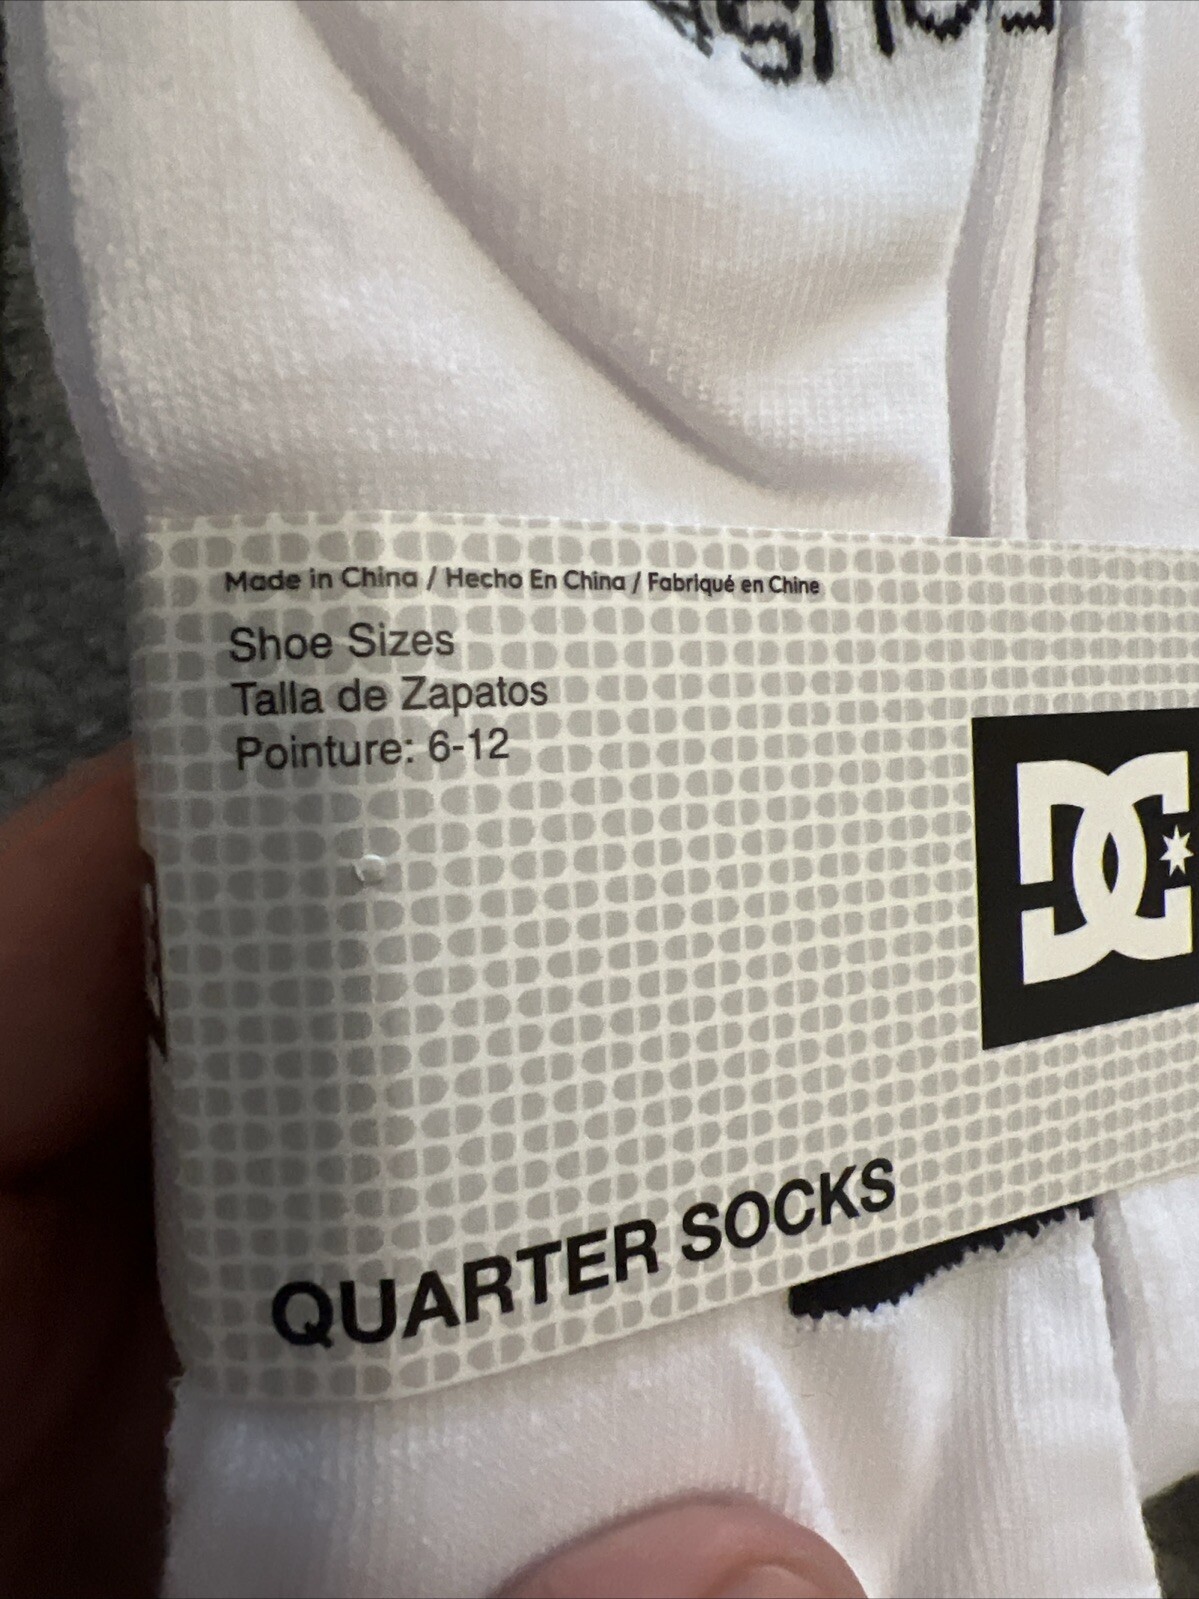 Made in China / Hecho En China / Fabriqué en Chine
Shoe Sizes
Talla de Zapatos
Pointure: 6-12
DC
QUARTER SOCKS